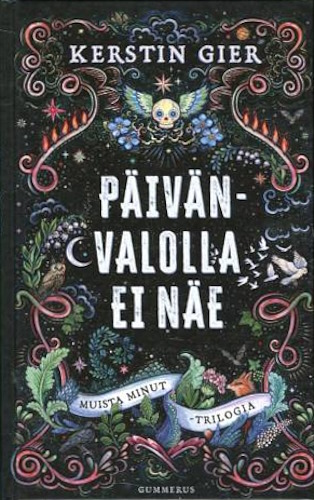 KERSTIN GIER
PÄIVÄN-
VALOLLA
EI NÄE
MUISTA MINUT
-TRILOGIA
GUMMERUS